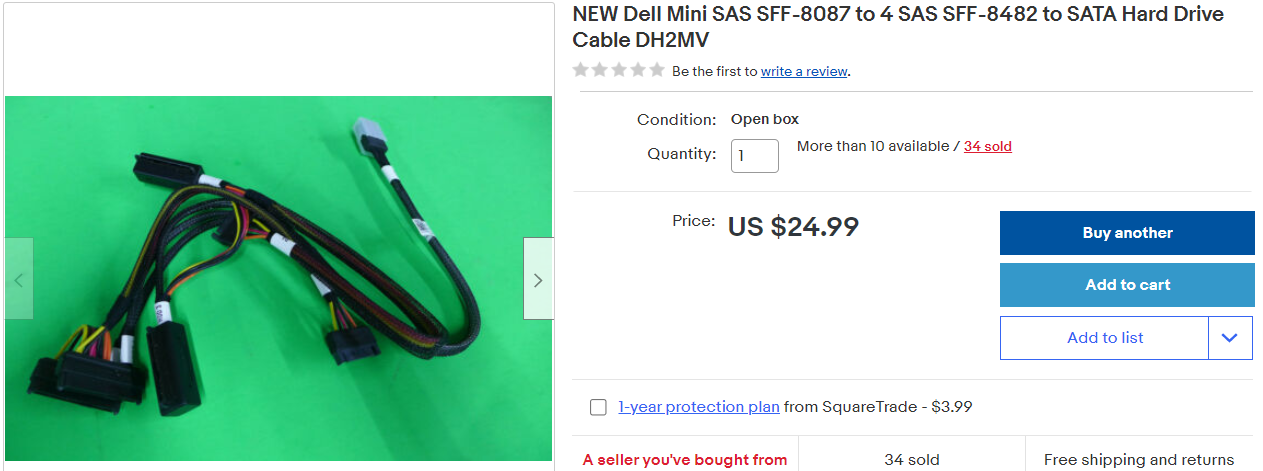 NEW Dell Mini SAS SFF-8087 to 4 SAS SFF-8482 to SATA Hard Drive
Cable DH2MV
Be the first to write a review.
Condition: Open box
Quantity: 1 More than 10 available / 34 sold
Price: US $24.99
Buy another
Add to cart
Add to list
1-year protection plan from SquareTrade - $3.99
A seller you've bought from 34 sold Free shipping and returns